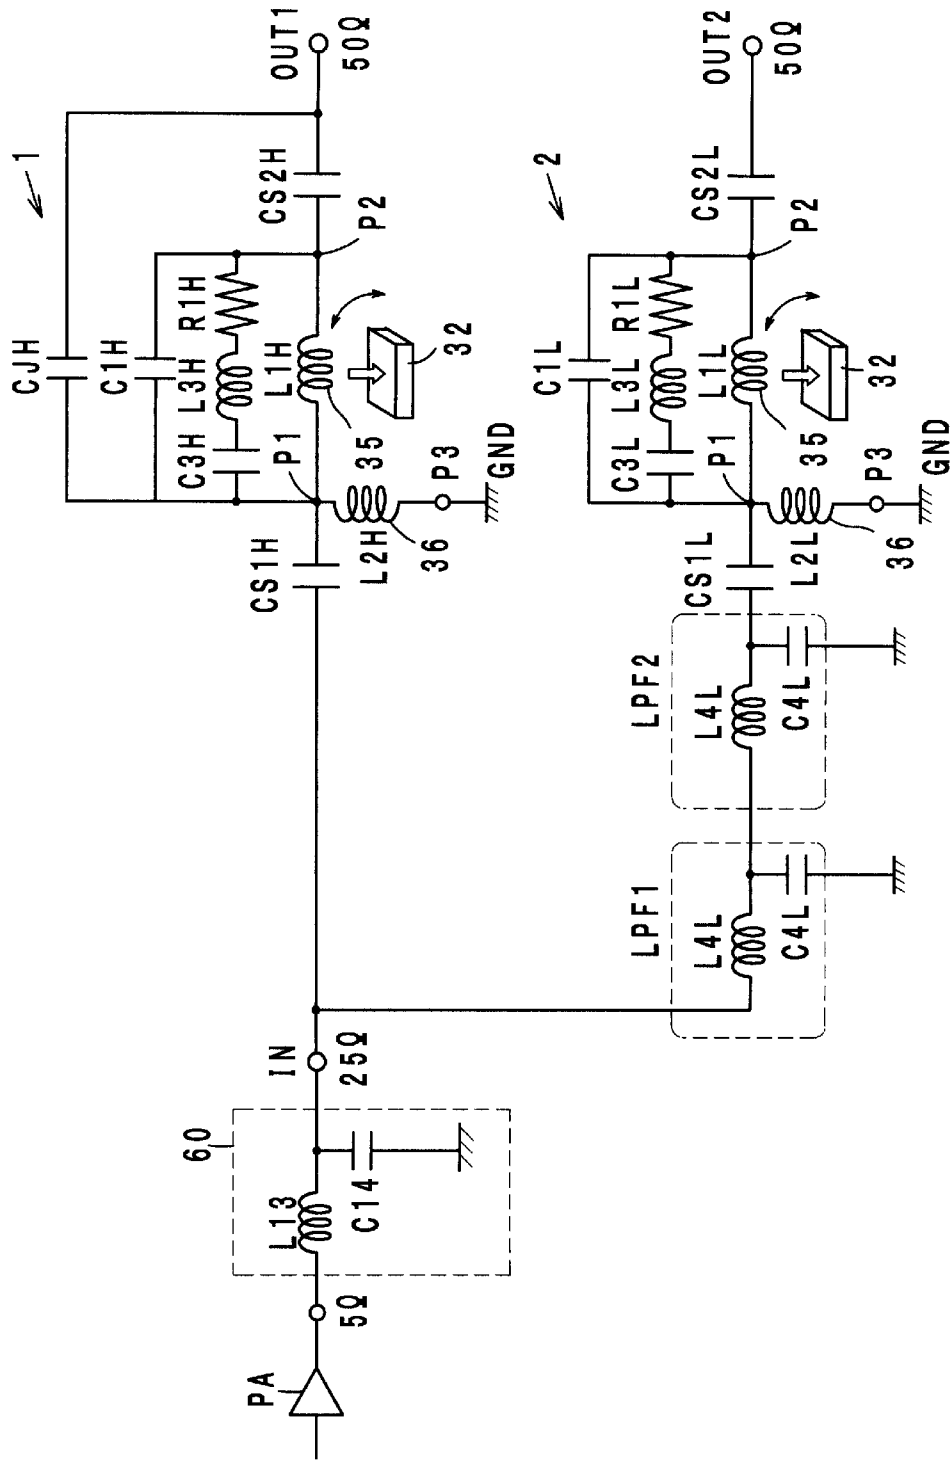 PA
5Ω
60
L13
C14
IN
25Ω
1
CJH
C1H
C3H
L3H
R1H
P1
L1H
35
CS1H
L2H
36
P3
GND
32
P2
CS2H
OUT1
50Ω
2
C1L
C3L
L3L
R1L
P1
L1L
35
LPF1
L4L
C4L
LPF2
L4L
C4L
CS1L
L2L
36
P3
GND
32
P2
CS2L
OUT2
50Ω